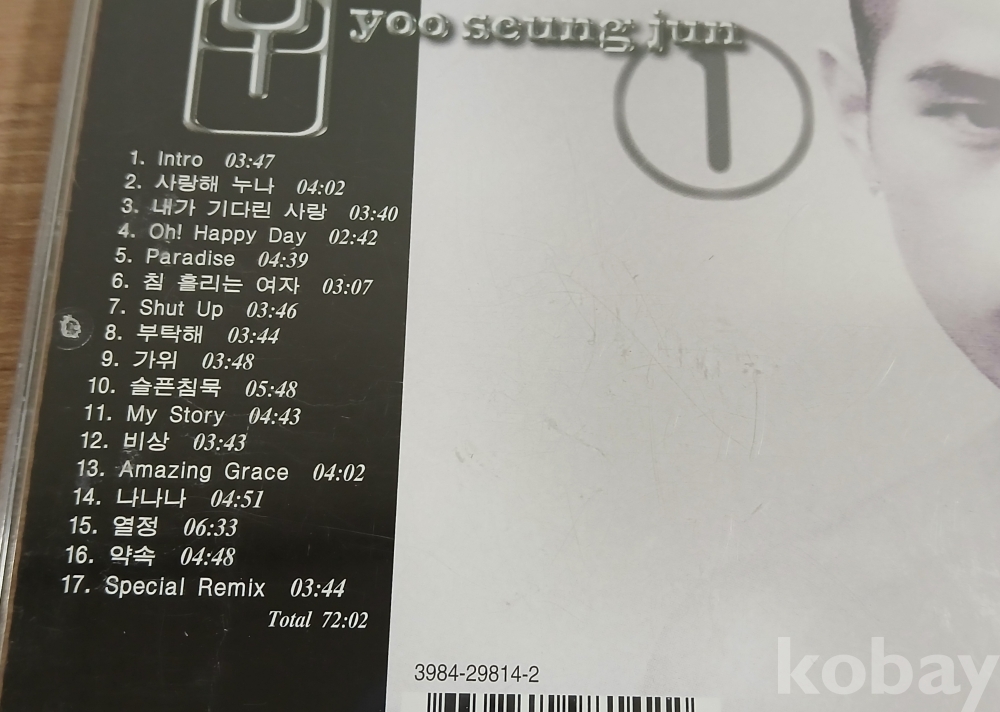 yoo seung jun
1
1. Intro 03:47
2. 사랑해 누나 04:02
3. 내가 기다린 사랑 03:40
4. Oh! Happy Day 02:42
5. Paradise 04:39
6. 침 흘리는 여자 03:07
7. Shut Up 03:46
8. 부탁해 03:44
9. 가위 03:48
10. 슬픈침묵 05:48
11. My Story 04:43
12. 비상 03:43
13. Amazing Grace 04:02
14. 나나나 04:51
15. 열정 06:33
16. 약속 04:48
17. Special Remix 03:44
Total 72:02
3984-29814-2
kobay